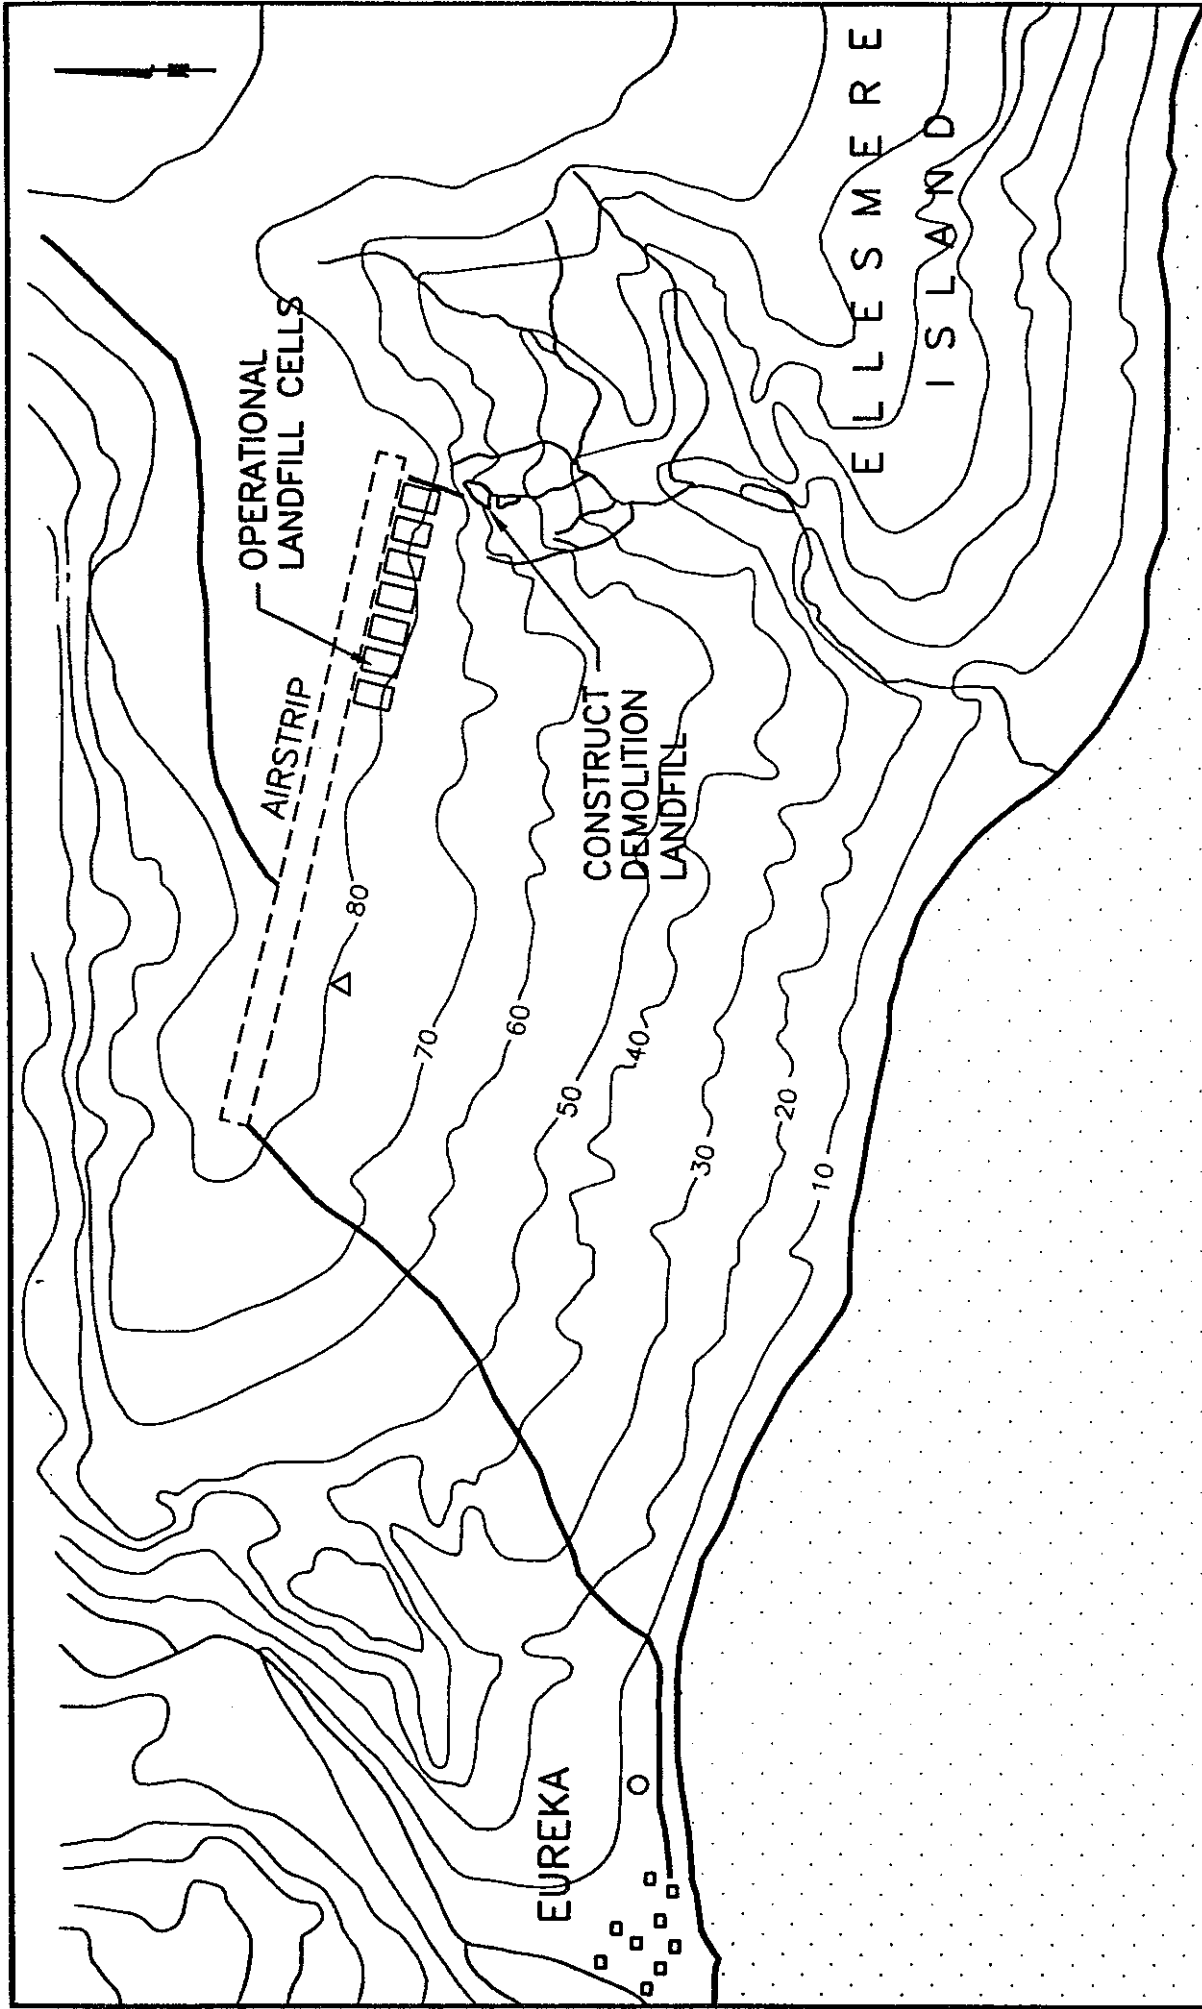 OPERATIONAL
LANDFILL CELLS
AIRSTRIP
80
70
60
50
40
30
20
10
CONSTRUCT
DEMOLITION
LANDFILL
EUREKA
ELLESMERE
ISLAND